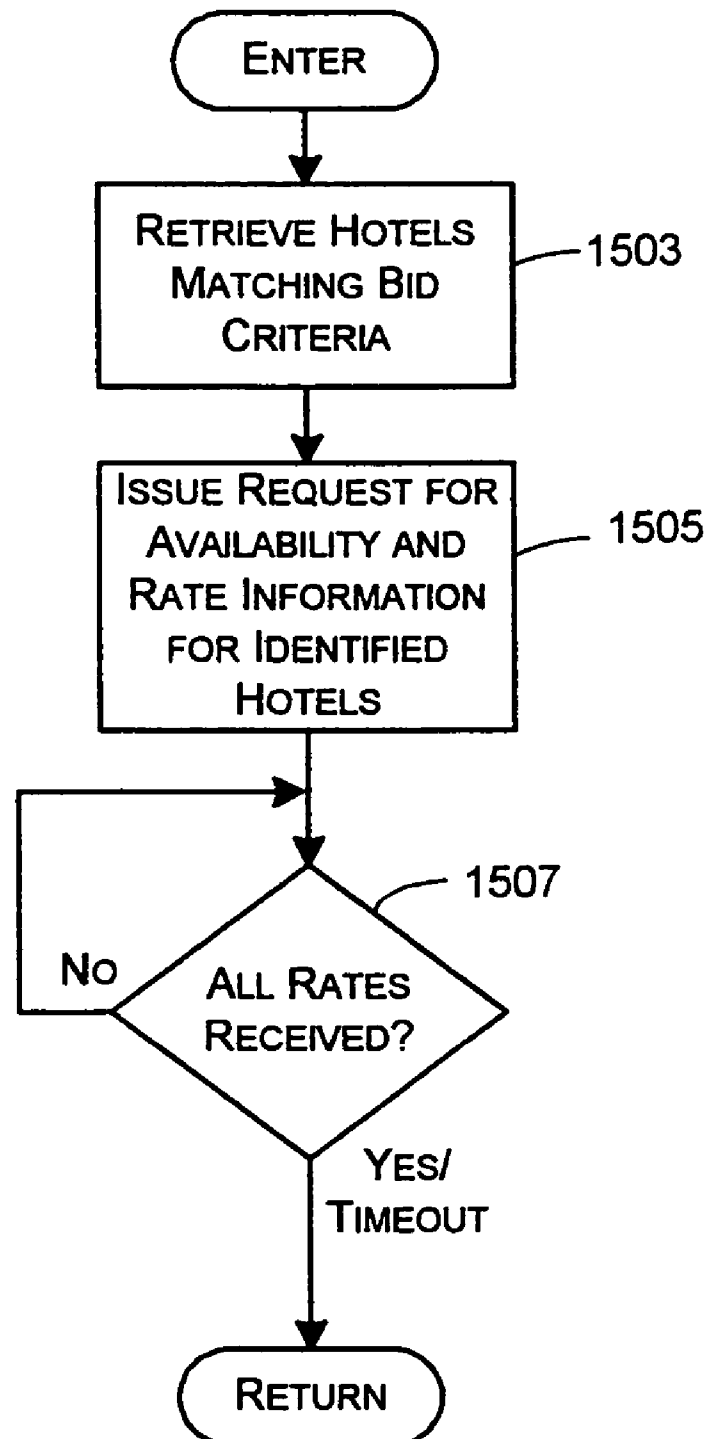 ENTER
RETRIEVE HOTELS
MATCHING BID
CRITERIA
1503
ISSUE REQUEST FOR
AVAILABILITY AND
RATE INFORMATION
FOR IDENTIFIED
HOTELS
1505
1507
NO
ALL RATES
RECEIVED?
YES/
TIMEOUT
RETURN